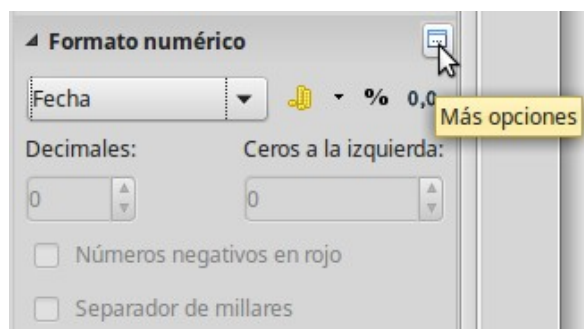 Formato numérico
Fecha
% 0,0
Más opciones
Decimales: Ceros a la izquierda:
0 0
Números negativos en rojo
Separador de millares